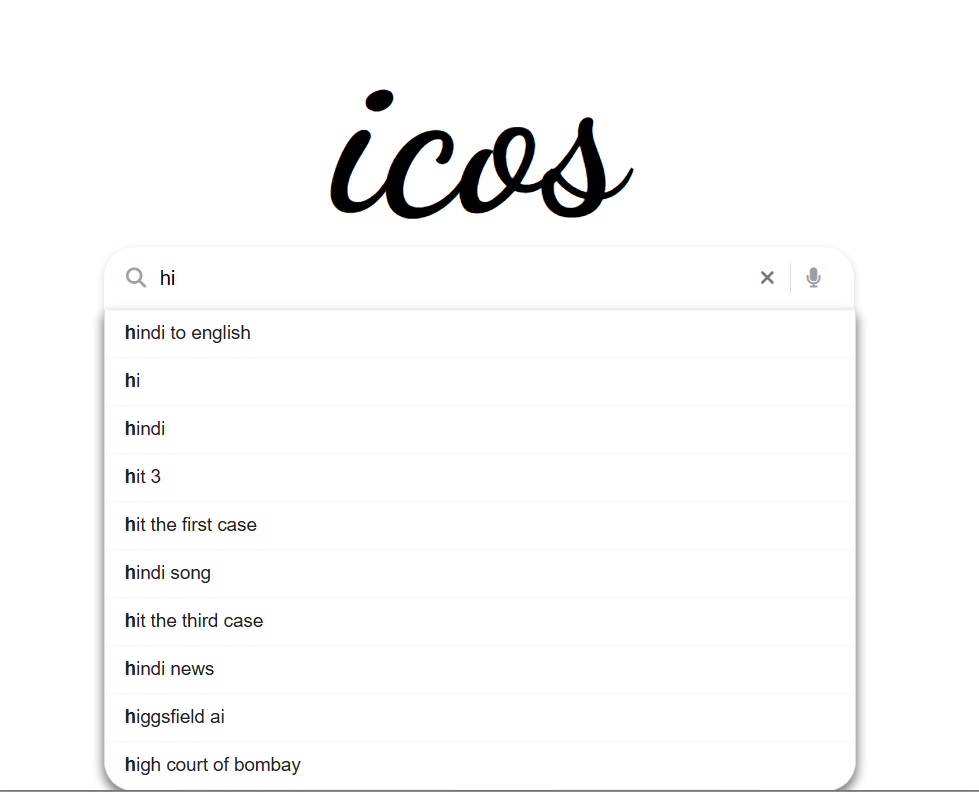 icos
hi
hindi to english
hi
hindi
hit 3
hit the first case
hindi song
hit the third case
hindi news
higgsfield ai
high court of bombay